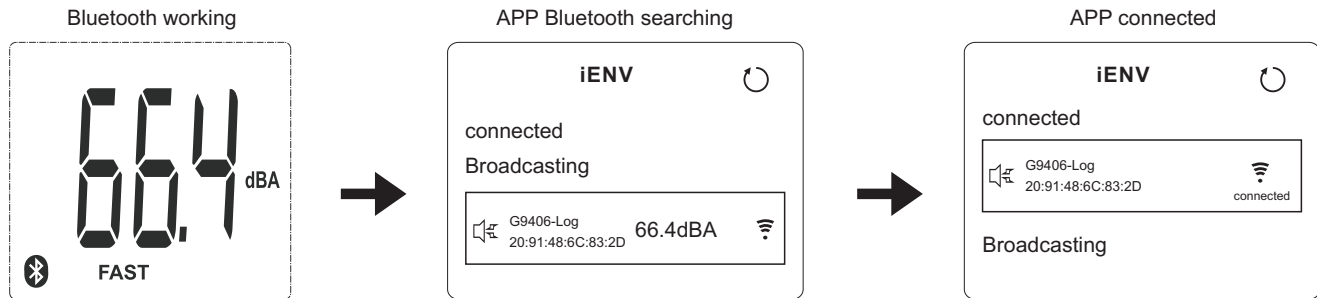 Bluetooth working
66.4
dBA
FAST
APP Bluetooth searching
iENV
connected
Broadcasting
G9406-Log
20:91:48:6C:83:2D
66.4dBA
APP connected
iENV
connected
G9406-Log
20:91:48:6C:83:2D
connected
Broadcasting